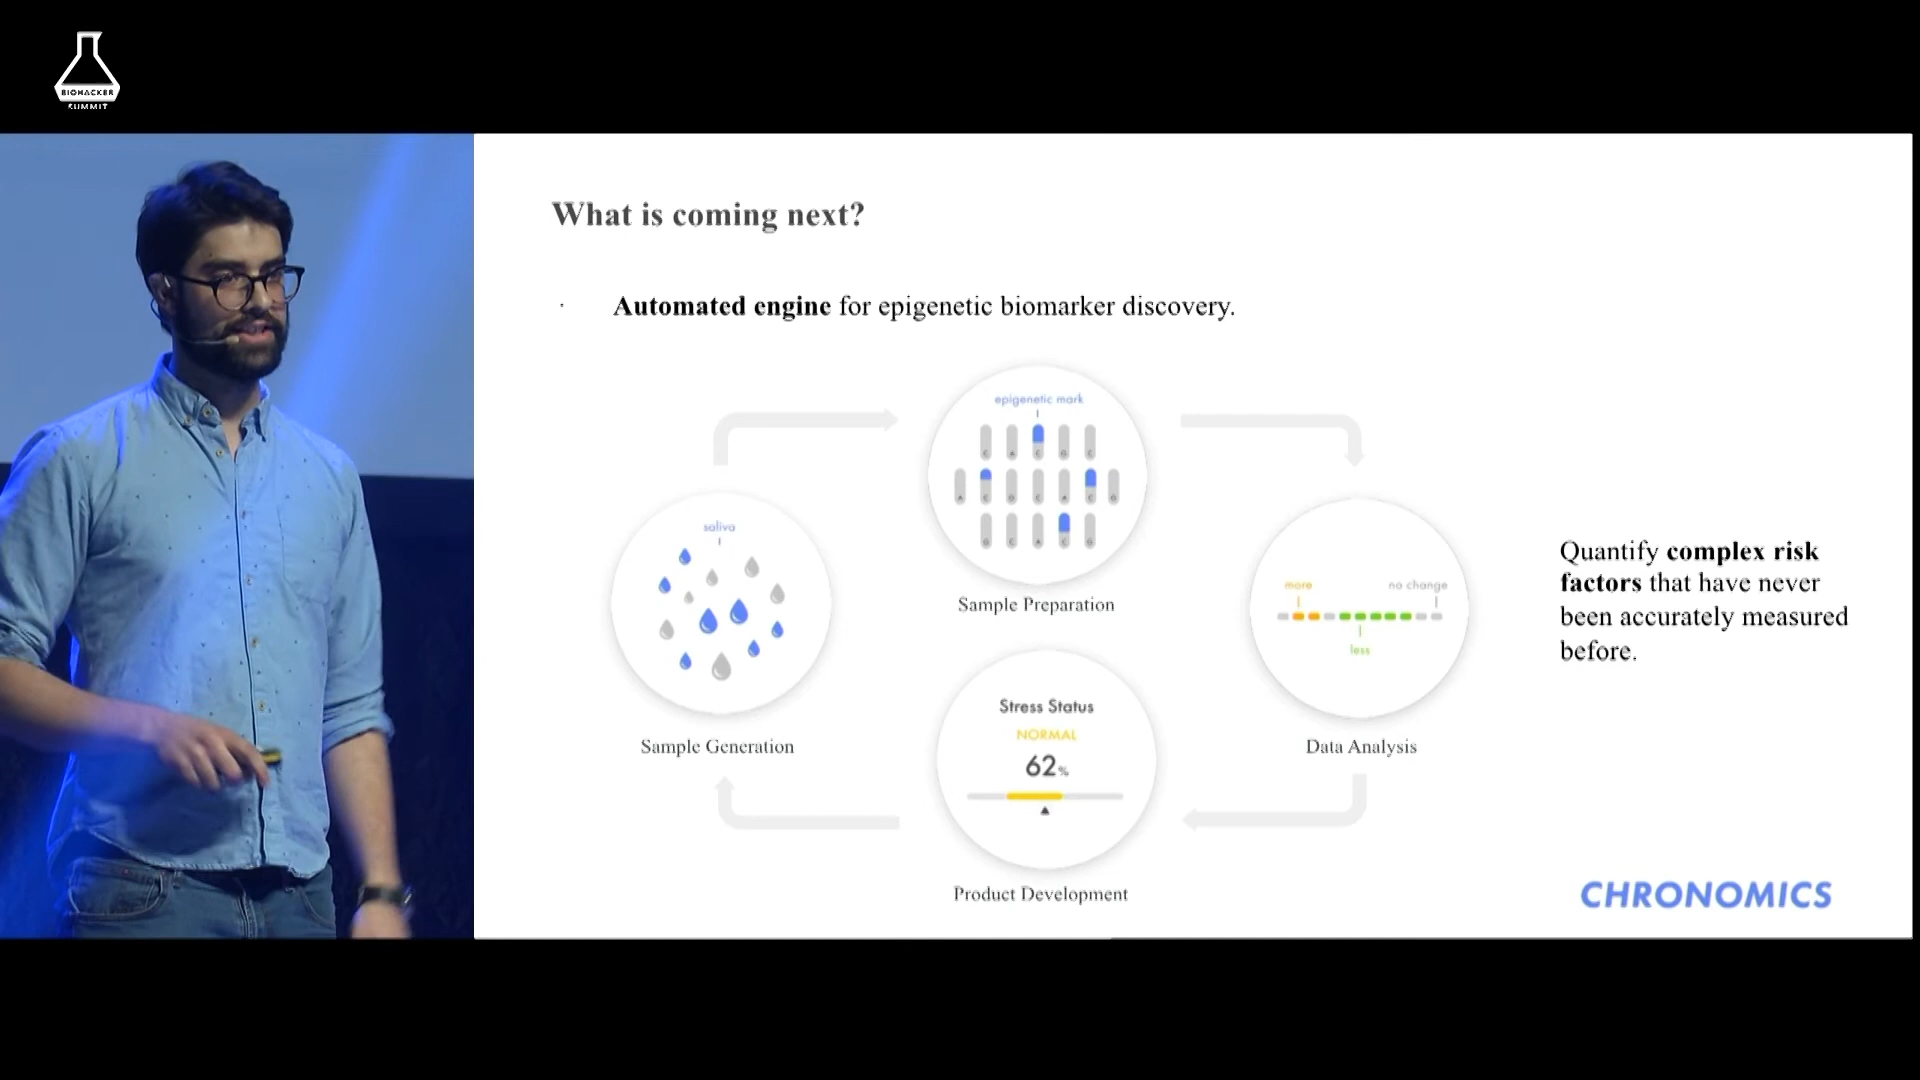 BIOHACKER
SUMMIT
What is coming next?
· Automated engine for epigenetic biomarker discovery.
epigenetic mark
C A C G C
A C G C A C G
G C A C G
Sample Preparation
saliva
Sample Generation
more
no change
less
Data Analysis
Stress Status
NORMAL
62%
Product Development
Quantify complex risk
factors that have never
been accurately measured
before.
CHRONOMICS